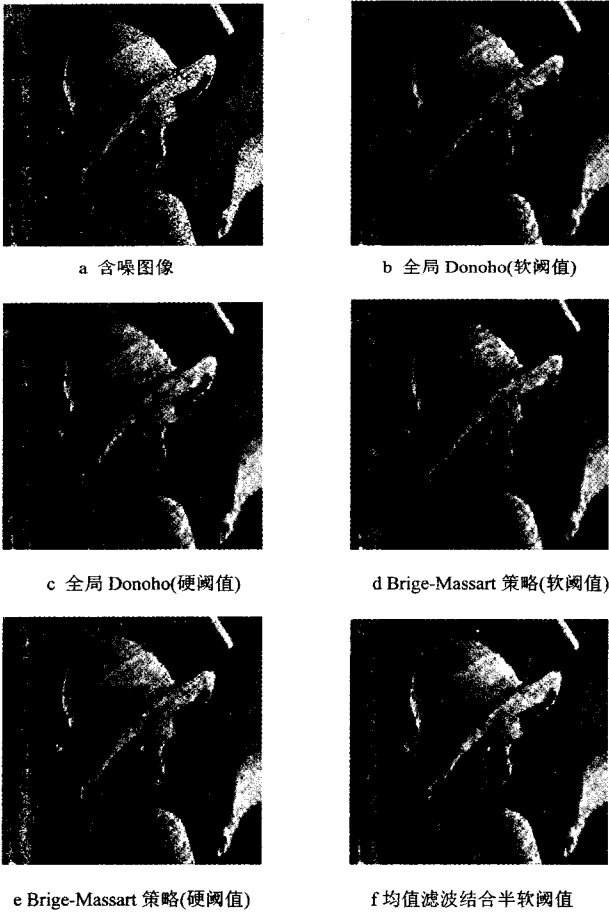 a 含噪图像
b 全局 Donoho(软阈值)
c 全局 Donoho(硬阈值)
d Brige-Massart 策略(软阈值)
e Brige-Massart 策略(硬阈值)
f 均值滤波结合半软阈值